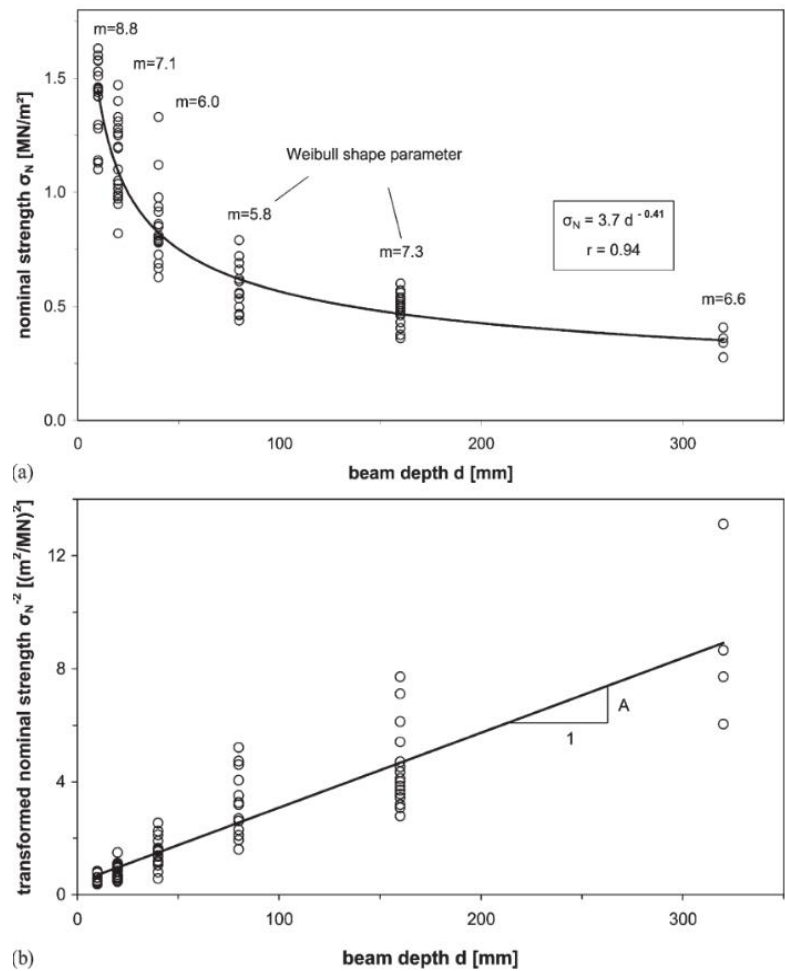 m=8.8
m=7.1
m=6.0
Weibull shape parameter
m=5.8
m=7.3
m=6.6
σN = 3.7 d - 0.41
r = 0.94
nominal strength σN [MN/m²]
1.5
1.0
0.5
0.0
0 100 200 300
beam depth d [mm]
(a)
transformed nominal strength σN-2 [(m²/MN)²]
12
8
4
0
A
1
0 100 200 300
beam depth d [mm]
(b)